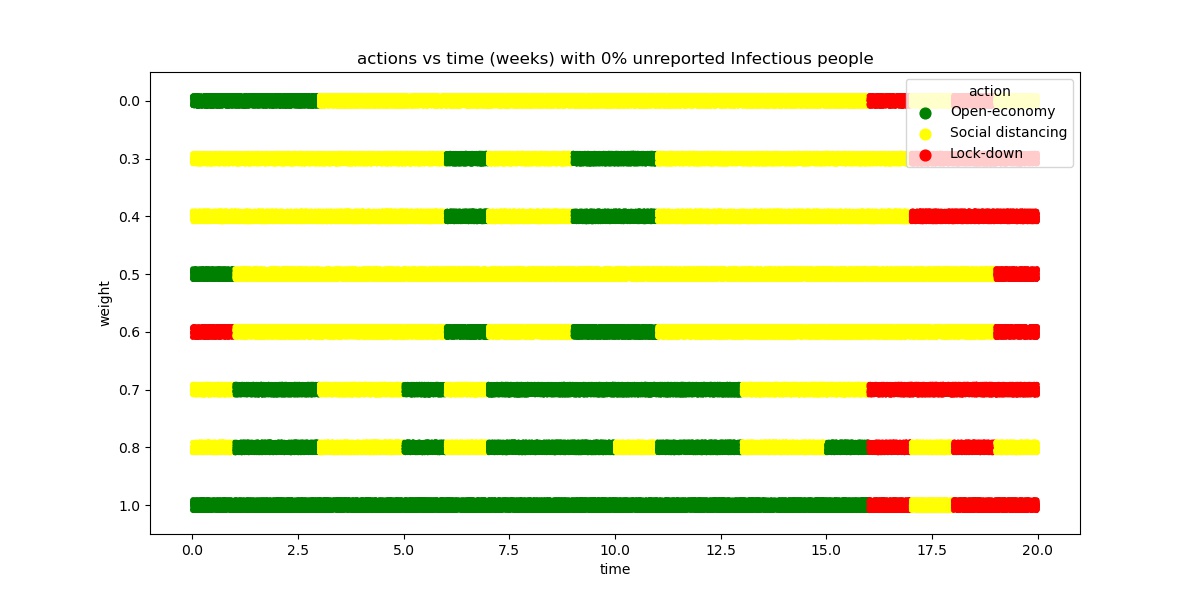 actions vs time (weeks) with 0% unreported Infectious people
action
Open-economy
Social distancing
Lock-down
weight
0.0
0.3
0.4
0.5
0.6
0.7
0.8
1.0
0.0 2.5 5.0 7.5 10.0 12.5 15.0 17.5 20.0
time